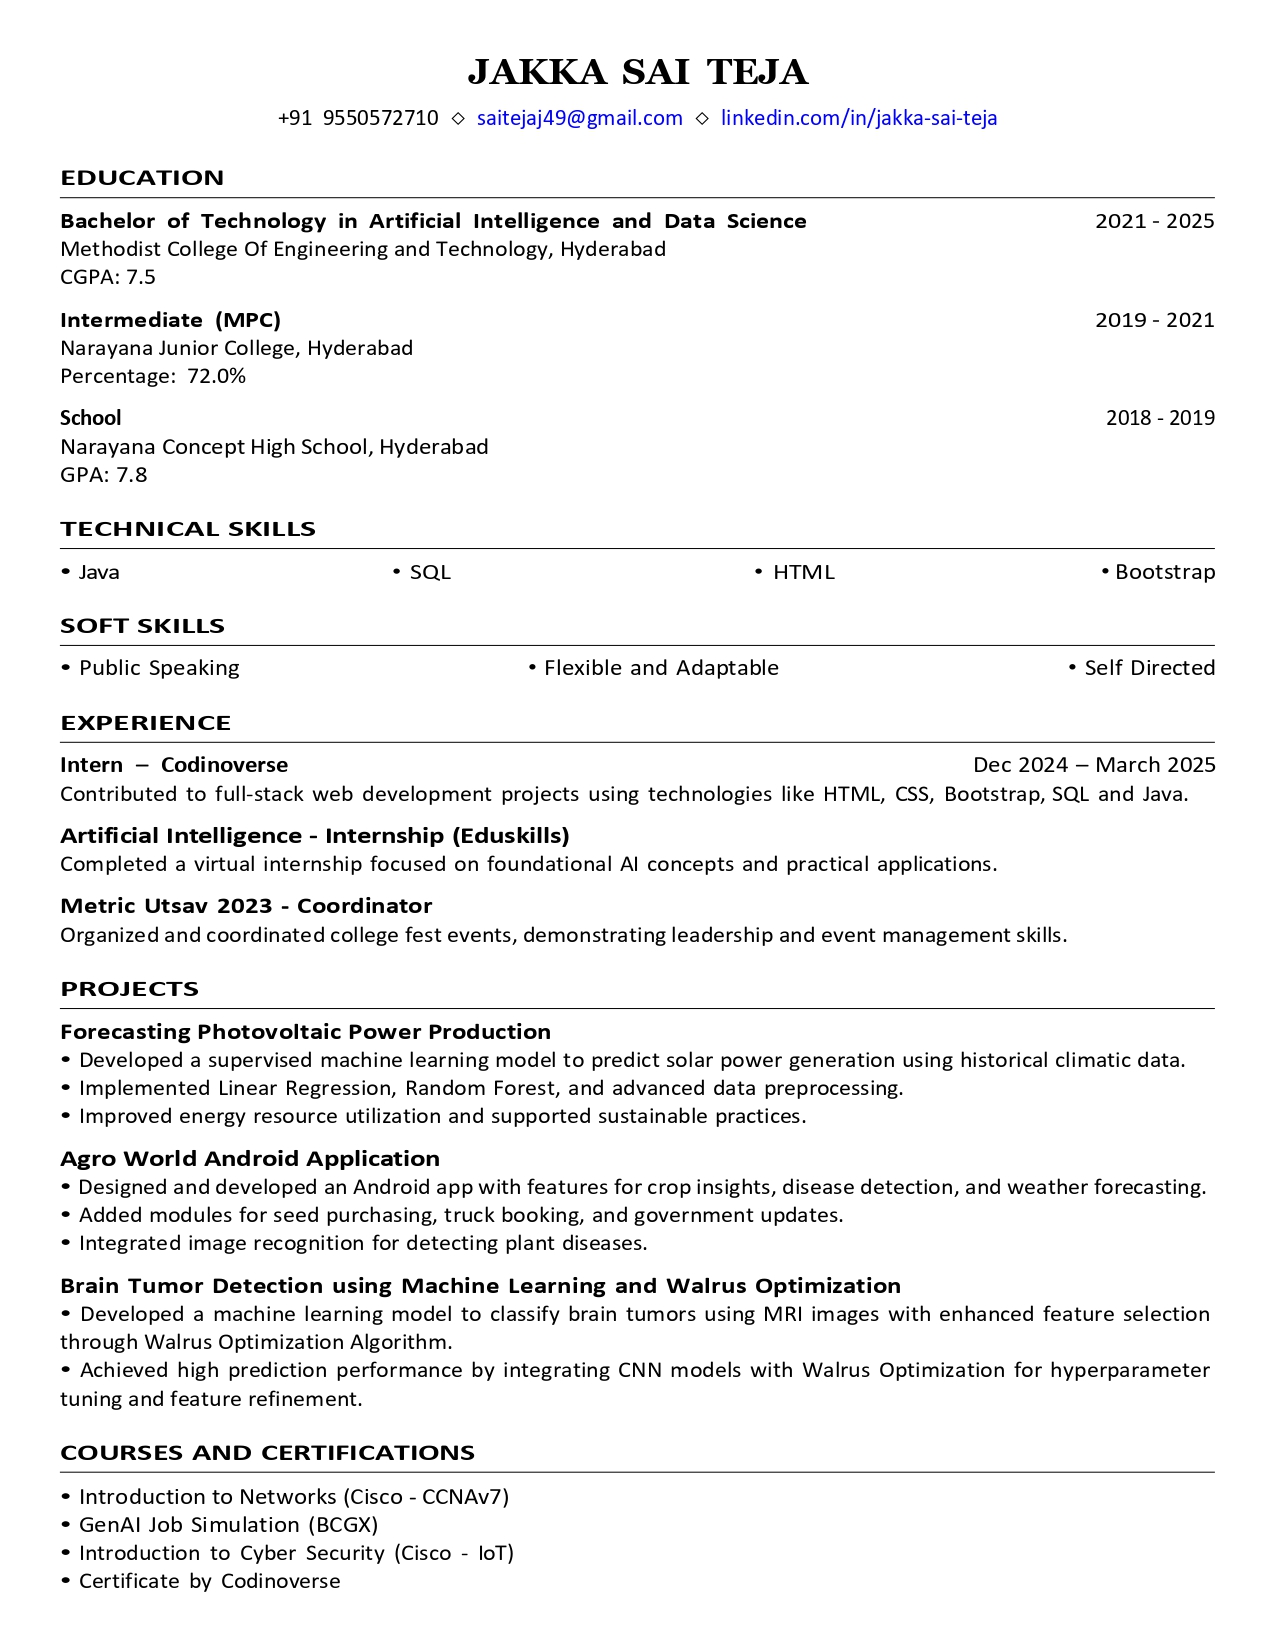 JAKKA SAI TEJA
+91 9550572710 ◇ saitejaj49@gmail.com ◇ linkedin.com/in/jakka-sai-teja
EDUCATION
Bachelor of Technology in Artificial Intelligence and Data Science 2021 - 2025
Methodist College Of Engineering and Technology, Hyderabad
CGPA: 7.5
Intermediate (MPC) 2019 - 2021
Narayana Junior College, Hyderabad
Percentage: 72.0%
School 2018 - 2019
Narayana Concept High School, Hyderabad
GPA: 7.8
TECHNICAL SKILLS
• Java • SQL • HTML • Bootstrap
SOFT SKILLS
• Public Speaking • Flexible and Adaptable • Self Directed
EXPERIENCE
Intern – Codinoverse Dec 2024 – March 2025
Contributed to full-stack web development projects using technologies like HTML, CSS, Bootstrap, SQL and Java.
Artificial Intelligence - Internship (Eduskills)
Completed a virtual internship focused on foundational AI concepts and practical applications.
Metric Utsav 2023 - Coordinator
Organized and coordinated college fest events, demonstrating leadership and event management skills.
PROJECTS
Forecasting Photovoltaic Power Production
• Developed a supervised machine learning model to predict solar power generation using historical climatic data.
• Implemented Linear Regression, Random Forest, and advanced data preprocessing.
• Improved energy resource utilization and supported sustainable practices.
Agro World Android Application
• Designed and developed an Android app with features for crop insights, disease detection, and weather forecasting.
• Added modules for seed purchasing, truck booking, and government updates.
• Integrated image recognition for detecting plant diseases.
Brain Tumor Detection using Machine Learning and Walrus Optimization
• Developed a machine learning model to classify brain tumors using MRI images with enhanced feature selection
through Walrus Optimization Algorithm.
• Achieved high prediction performance by integrating CNN models with Walrus Optimization for hyperparameter
tuning and feature refinement.
COURSES AND CERTIFICATIONS
• Introduction to Networks (Cisco - CCNAv7)
• GenAI Job Simulation (BCGX)
• Introduction to Cyber Security (Cisco - IoT)
• Certificate by Codinoverse